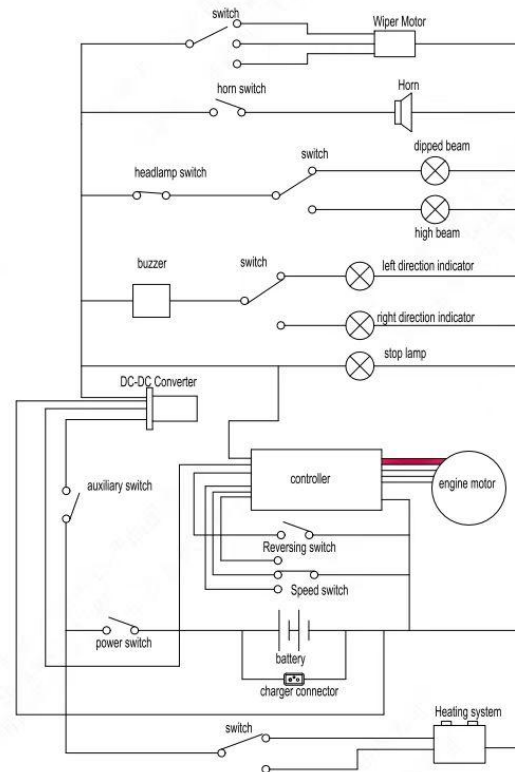 switch
Wiper Motor
horn switch
Horn
dipped beam
switch
headlamp switch
high beam
buzzer
switch
left direction indicator
right direction indicator
stop lamp
DC-DC Converter
auxiliary switch
controller
engine motor
Reversing switch
Speed switch
power switch
battery
charger connector
Heating system
switch